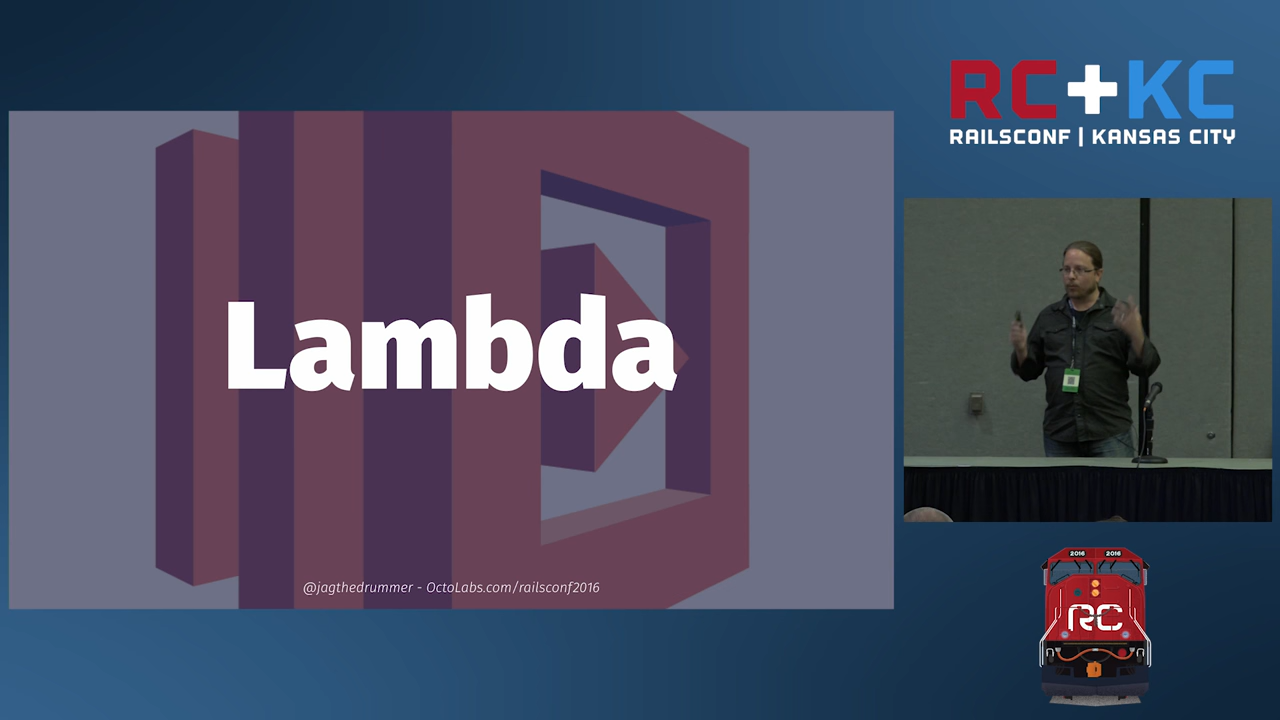 RC+KC
RAILSCONF | KANSAS CITY
Lambda
@jagthedrummer - OctoLabs.com/railsconf2016
2016 2016
RC